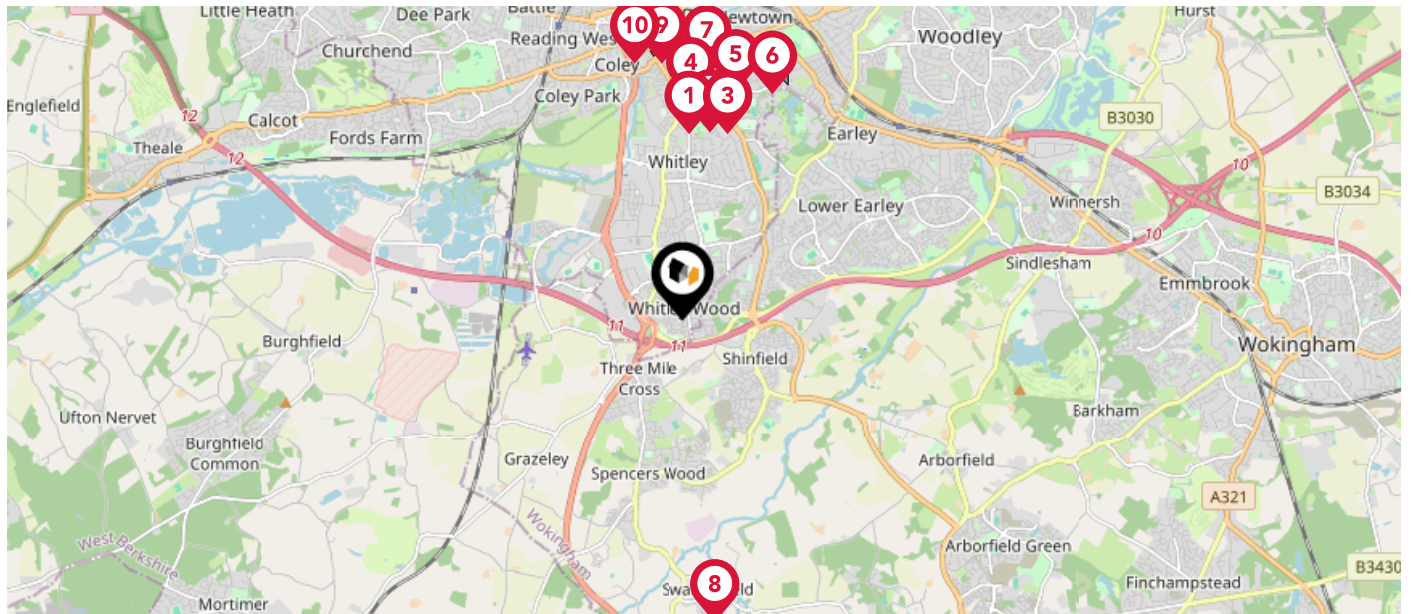 Little Heath
Dee Park
Battle
Hurst
10
9
7
Newtown
Reading Wes
Woodley
Churchend
4
5
6
Coley
Englefield
12
Calcot
Coley Park
1
3
B3030
Fords Farm
Earley
Theale
12
Whitley
10
Winnersh
B3034
Lower Earley
10
Sindlesham
Emmbrook
Wood
11
Burghfield
11
Shinfield
Wokingham
Three Mile
Cross
Ufton Nervet
Barkham
Burghfield
Common
Grazeley
Spencers Wood
Arborfield
A321
Wokingham
West Berkshire
Arborfield Green
B3430
Finchampstead
8
Mortimer